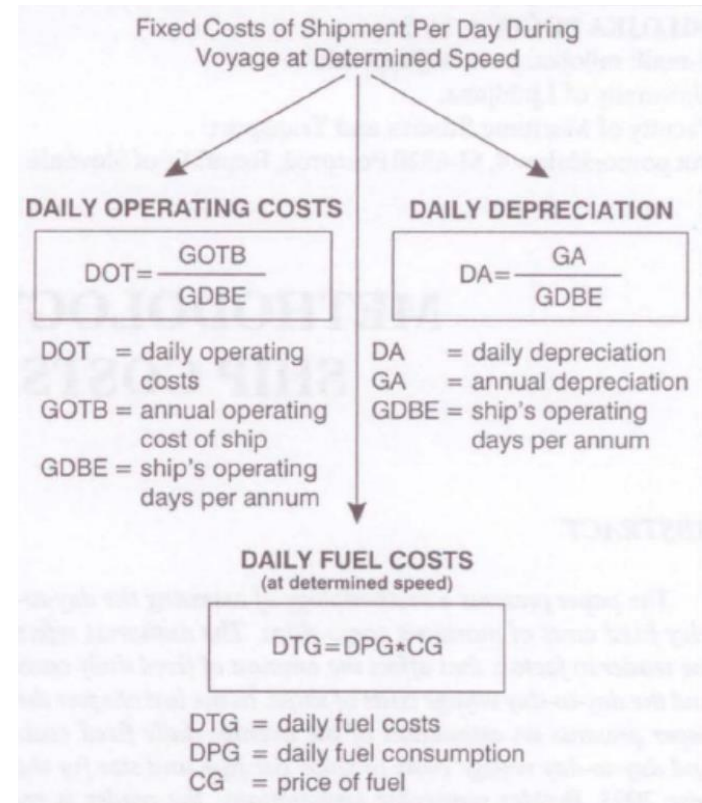 Fixed Costs of Shipment Per Day During
Voyage at Determined Speed
DAILY OPERATING COSTS
DOT= GOTB
GDBE
DOT = daily operating
costs
GOTB = annual operating
cost of ship
GDBE = ship's operating
days per annum
DAILY DEPRECIATION
DA= GA
GDBE
DA = daily depreciation
GA = annual depreciation
GDBE = ship's operating
days per annum
DAILY FUEL COSTS
(at determined speed)
DTG=DPG*CG
DTG = daily fuel costs
DPG = daily fuel consumption
CG = price of fuel